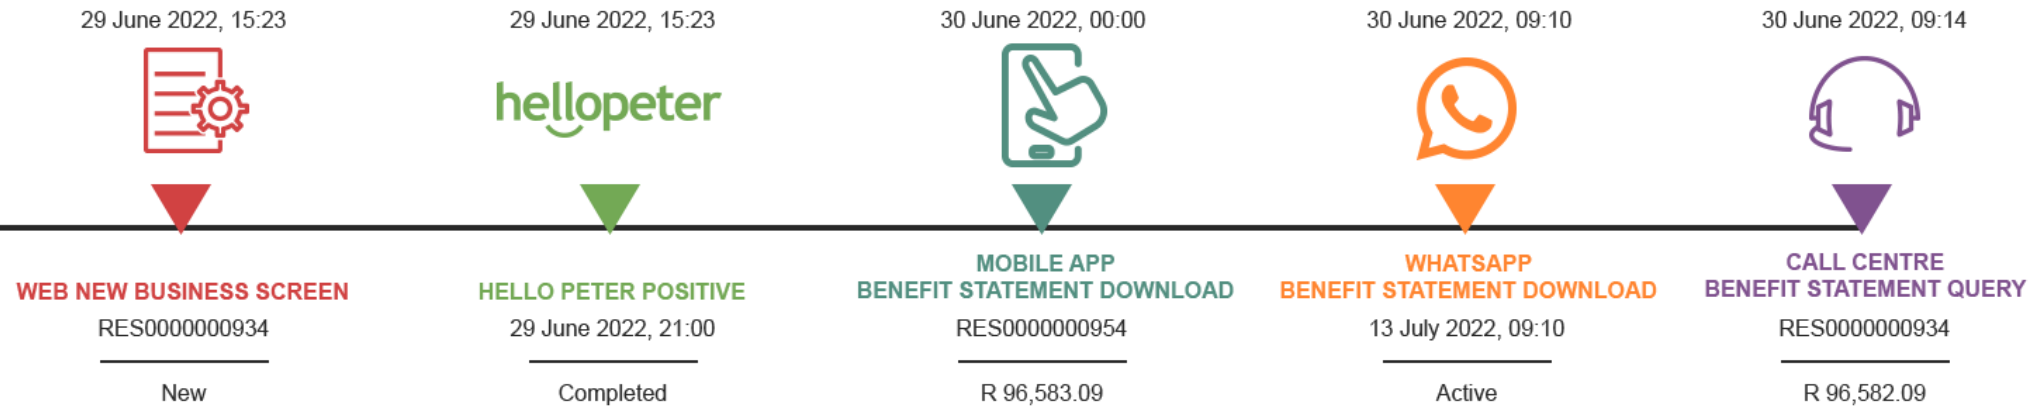 29 June 2022, 15:23
29 June 2022, 15:23
30 June 2022, 00:00
30 June 2022, 09:10
30 June 2022, 09:14
hellopeter
WEB NEW BUSINESS SCREEN
RES0000000934
New
HELLO PETER POSITIVE
29 June 2022, 21:00
Completed
MOBILE APP
BENEFIT STATEMENT DOWNLOAD
RES0000000954
R 96,583.09
WHATSAPP
BENEFIT STATEMENT DOWNLOAD
13 July 2022, 09:10
Active
CALL CENTRE
BENEFIT STATEMENT QUERY
RES0000000934
R 96,582.09